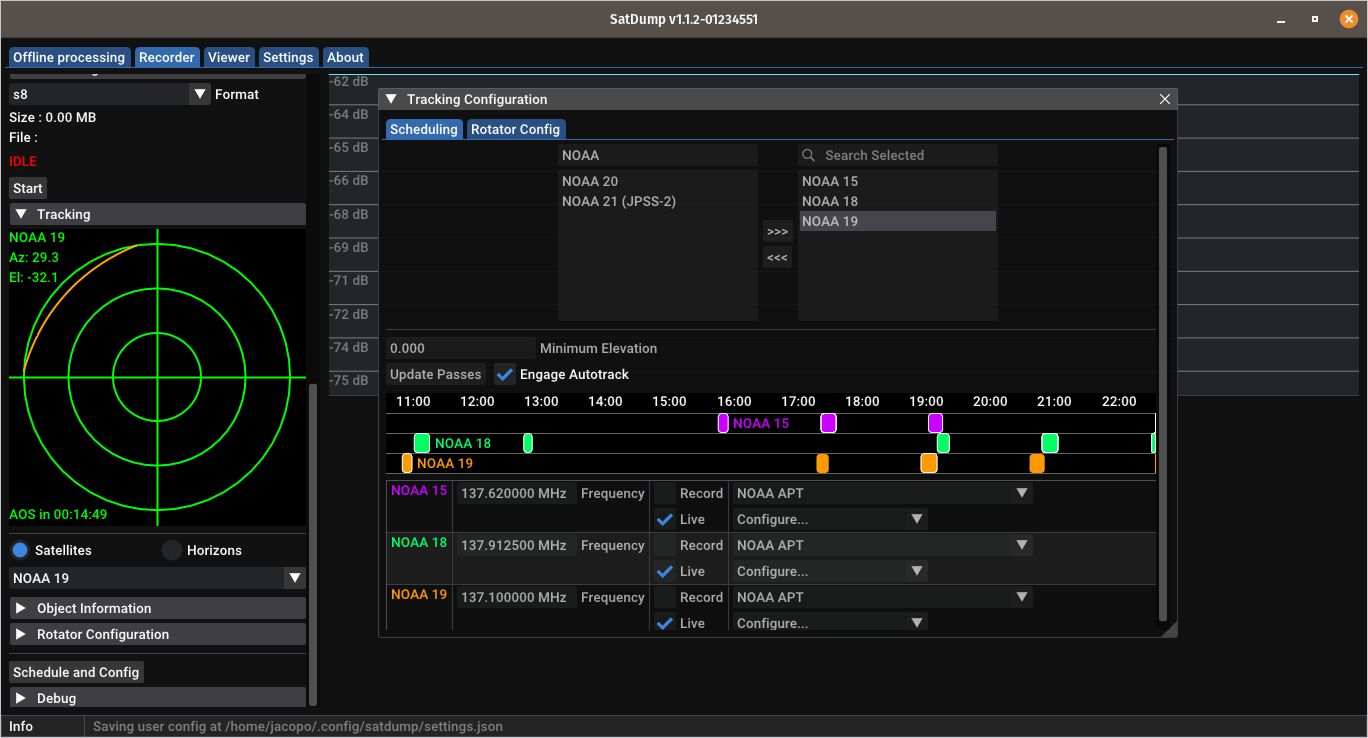 SatDump v1.1.2-01234551
Offline processing Recorder Viewer Settings About
s8 Format
Size : 0.00 MB
File :
IDLE
Start
Tracking
NOAA 19
Az: 29.3
El: -32.1
AOS in 00:14:49
Satellites Horizons
NOAA 19
Object Information
Rotator Configuration
Schedule and Config
Debug
-62 dB
-64 dB
-65 dB
-66 dB
-68 dB
-69 dB
-71 dB
-72 dB
-74 dB
-75 dB
Tracking Configuration
Scheduling Rotator Config
NOAA
NOAA 20
NOAA 21 (JPSS-2)
>>>
<<<
Search Selected
NOAA 15
NOAA 18
NOAA 19
0.000 Minimum Elevation
Update Passes Engage Autotrack
11:00 12:00 13:00 14:00 15:00 16:00 17:00 18:00 19:00 20:00 21:00 22:00
NOAA 15
NOAA 18
NOAA 19
NOAA 15 137.620000 MHz Frequency Record NOAA APT
Live Configure...
NOAA 18 137.912500 MHz Frequency Record NOAA APT
Live Configure...
NOAA 19 137.100000 MHz Frequency Record NOAA APT
Live Configure...
Info Saving user config at /home/jacopo/.config/satdump/settings.json